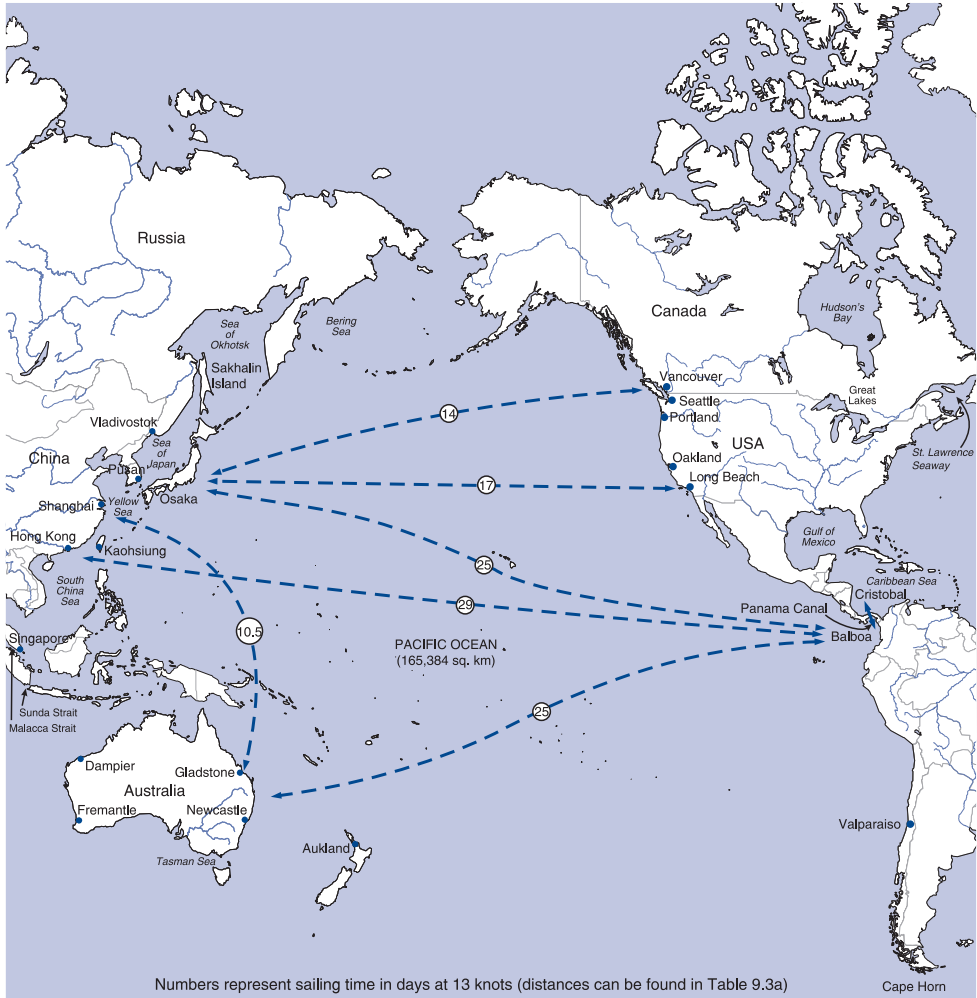 Russia
Sea
of
Okhotsk
Bering
Sea
Sakhalin
Island
Canada
Hudson's
Bay
Vancouver
Seattle
Portland
Great
Lakes
USA
St. Lawrence
Seaway
Vladivostok
Sea
of
Japan
China
Pusan
Oakland
Long Beach
Shanghai
Yellow
Sea
Osaka
14
17
Hong Kong
Kaohsiung
Gulf of
Mexico
25
South
China
Sea
Caribbean Sea
Cristobal
29
Panama Canal
Balboa
Singapore
10.5
PACIFIC OCEAN
(165,384 sq. km)
Sunda Strait
Malacca Strait
25
Dampier
Gladstone
Australia
Fremantle
Newcastle
Valparaiso
Tasman Sea
Aukland
Numbers represent sailing time in days at 13 knots (distances can be found in Table 9.3a)
Cape Horn